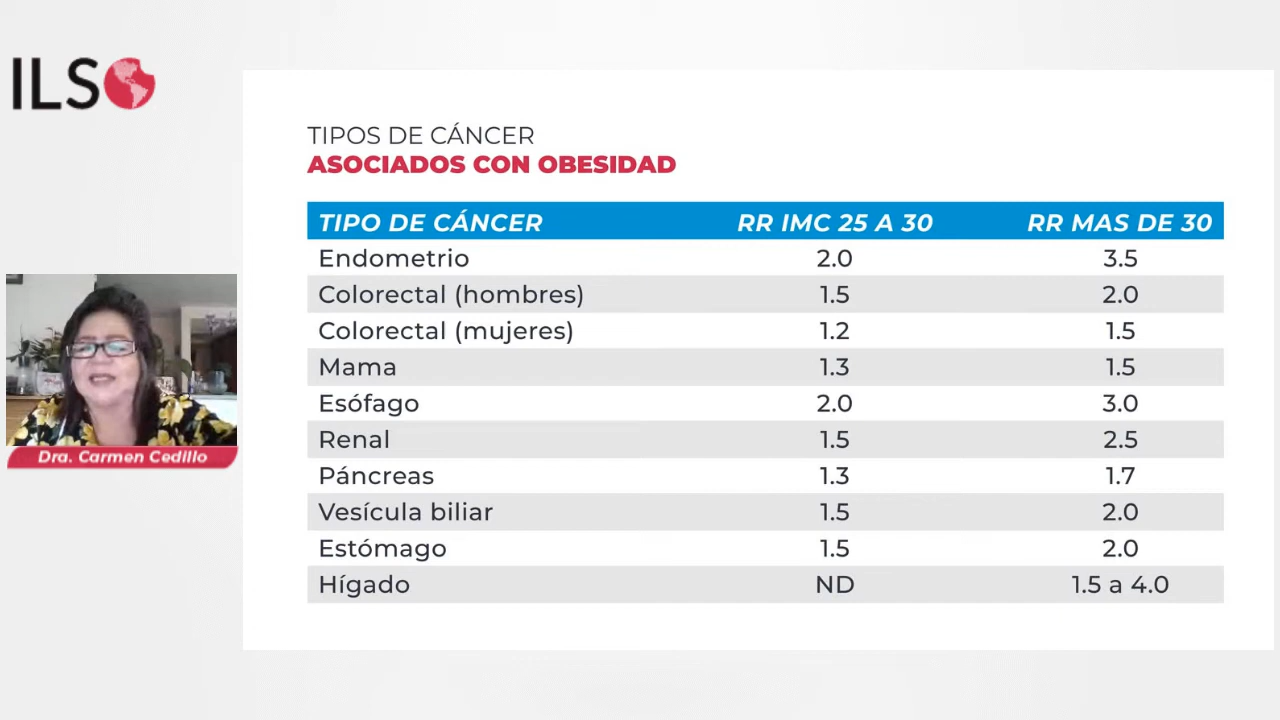 ILSO
TIPOS DE CÁNCER
ASOCIADOS CON OBESIDAD
TIPO DE CÁNCER RR IMC 25 A 30 RR MAS DE 30
Endometrio 2.0 3.5
Colorectal (hombres) 1.5 2.0
Colorectal (mujeres) 1.2 1.5
Mama 1.3 1.5
Esófago 2.0 3.0
Renal 1.5 2.5
Páncreas 1.3 1.7
Vesícula biliar 1.5 2.0
Estómago 1.5 2.0
Hígado ND 1.5 a 4.0
Dra. Carmen Cedillo